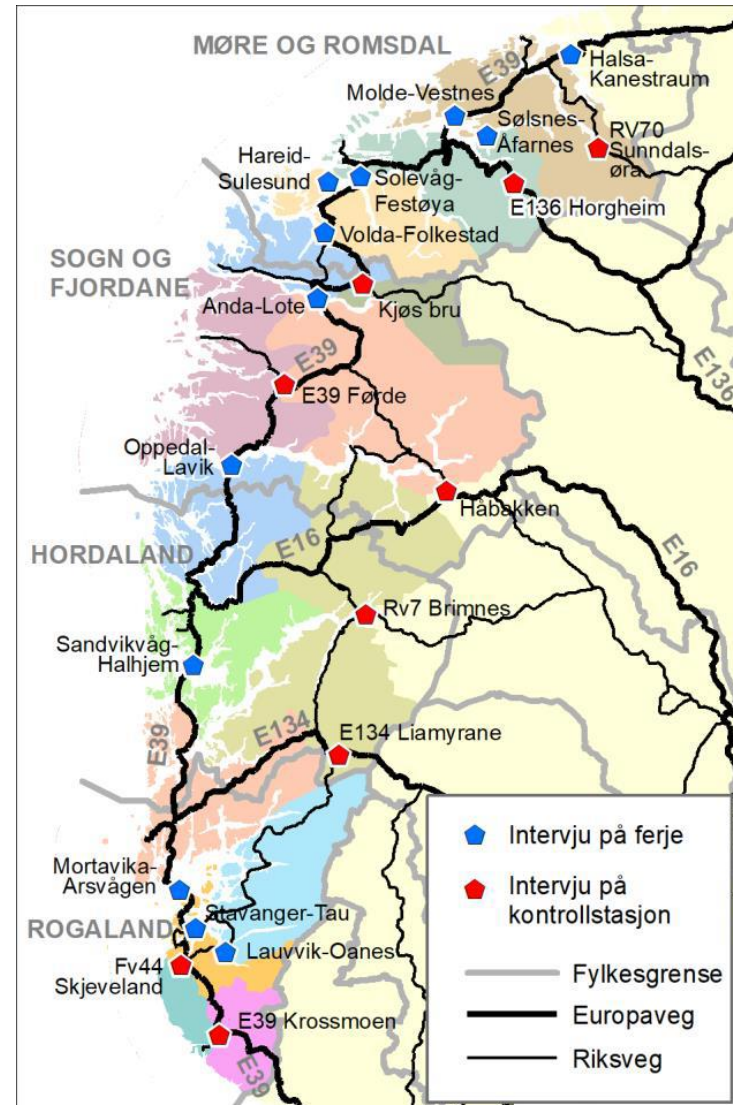 MØRE OG ROMSDAL
E39
Halsa-
Kanestraum
Molde-Vestnes
Sølsnes-
Åfarnes
RV70
Sunndals-
øra
Hareid-
Sulesund
Solevåg-
Festøya
E136 Horgheim
Volda-Folkestad
SOGN OG
FJORDANE
Anda-Lote
Kjøs bru
E39
E136
E39 Førde
Oppedal-
Lavik
Håbakken
HORDALAND
E16
E16
Rv7 Brimnes
Sandvikvåg-
Halhjem
E39
E134
E134 Liamyrane
Mortavika-
Arsvågen
Stavanger-Tau
ROGALAND
Lauvvik-Oanes
Fv44
Skjeveland
E39 Krossmoen
E39
Intervju på ferje
Intervju på
kontrollstasjon
Fylkesgrense
Europaveg
Riksveg